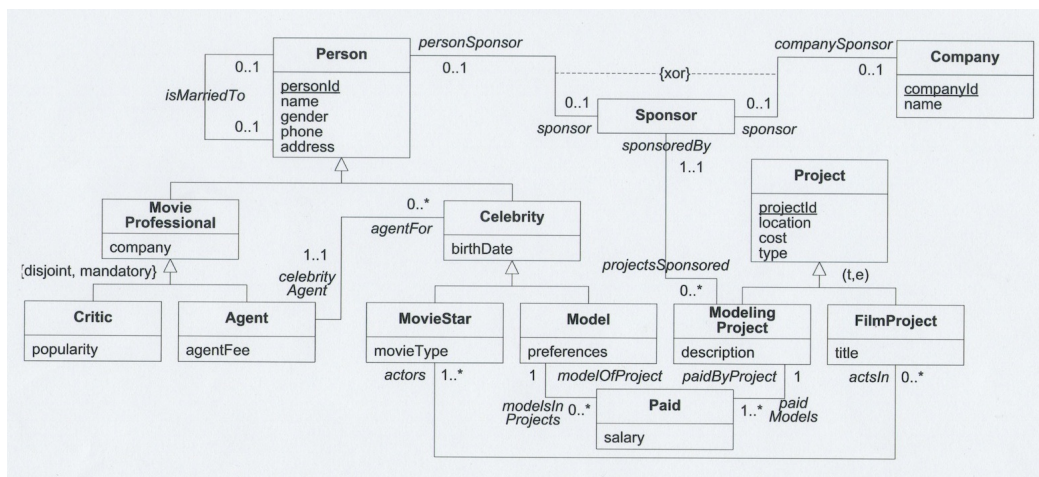 Person
personId
name
gender
phone
address
0..1
isMarriedTo
0..1
personSponsor
0..1
companySponsor
0..1
Company
companyId
name
{xor}
0..1
sponsor
Sponsor
0..1
sponsor
sponsoredBy
1..1
Project
projectId
location
cost
type
Movie
Professional
company
0..*
agentFor
Celebrity
birthDate
{disjoint, mandatory}
1..1
celebrity
Agent
projectsSponsored
0..*
(t,e)
Critic
popularity
Agent
agentFee
MovieStar
movieType
Model
preferences
Modeling
Project
description
FilmProject
title
actors 1..*
1 modelOfProject
paidByProject 1
actsIn 0..*
modelsIn
Projects
0..*
Paid
salary
1..*
paid
Models